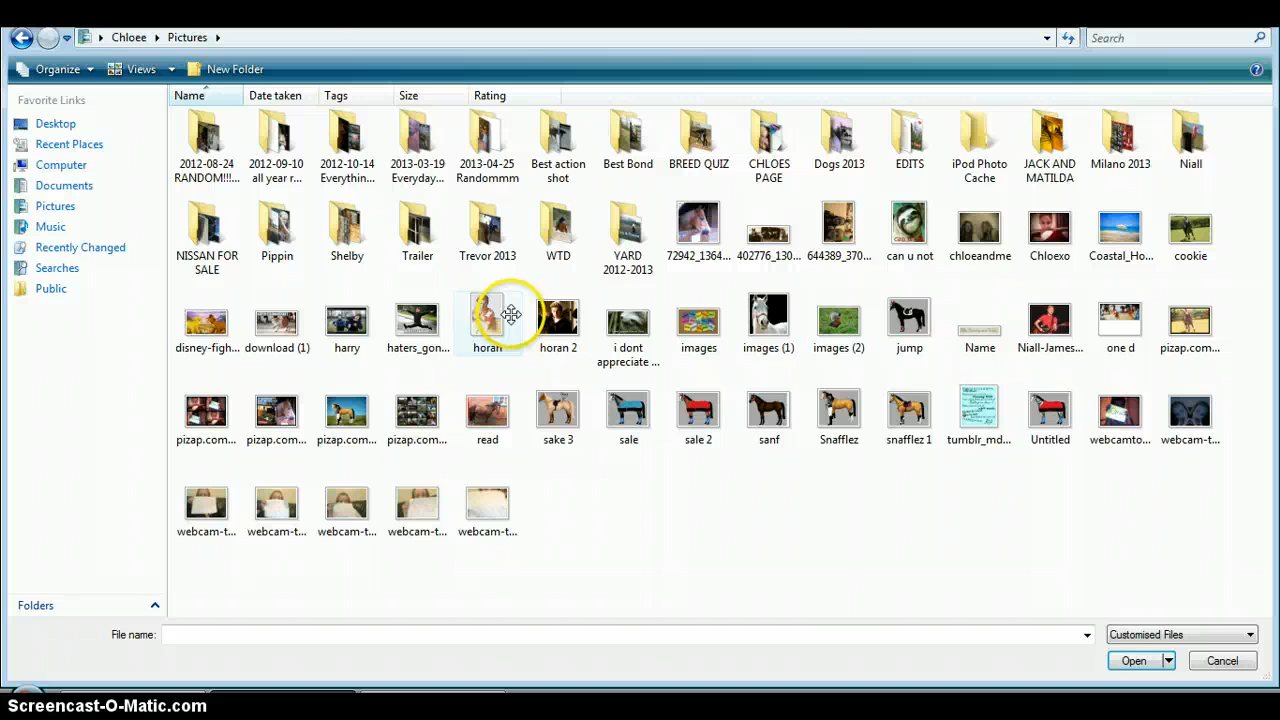 Chloee
Pictures
Search
Organize
Views
New Folder
Favorite Links
Desktop
Recent Places
Computer
Documents
Pictures
Music
Recently Changed
Searches
Public
Folders
Name
Date taken
Tags
Size
Rating
2012-08-24 RANDOM!!!...
2012-09-10 all year r...
2012-10-14 Everythin...
2013-03-19 Everyday...
2013-04-25 Randommm
Best action shot
Best Bond
BREED QUIZ
CHLOES PAGE
Dogs 2013
EDITS
iPod Photo Cache
JACK AND MATILDA
Milano 2013
Niall
NISSAN FOR SALE
Pippin
Shelby
Trailer
Trevor 2013
WTD
YARD 2012-2013
72942_1364...
402776_130...
644389_370...
can u not
chloeandme
Chloexo
Coastal_Ho...
cookie
disney-figh...
download (1)
harry
haters_gon...
horan
horan 2
i dont appreciate ...
images
images (1)
images (2)
jump
Name
Niall-James...
one d
pizap.com...
pizap.com...
pizap.com...
pizap.com...
pizap.com...
read
sake 3
sale
sale 2
sanf
Snafflez
snafflez 1
tumblr_md...
Untitled
webcamto...
webcam-t...
webcam-t...
webcam-t...
webcam-t...
webcam-t...
webcam-t...
File name:
Customised Files
Open
Cancel
Screencast-O-Matic.com